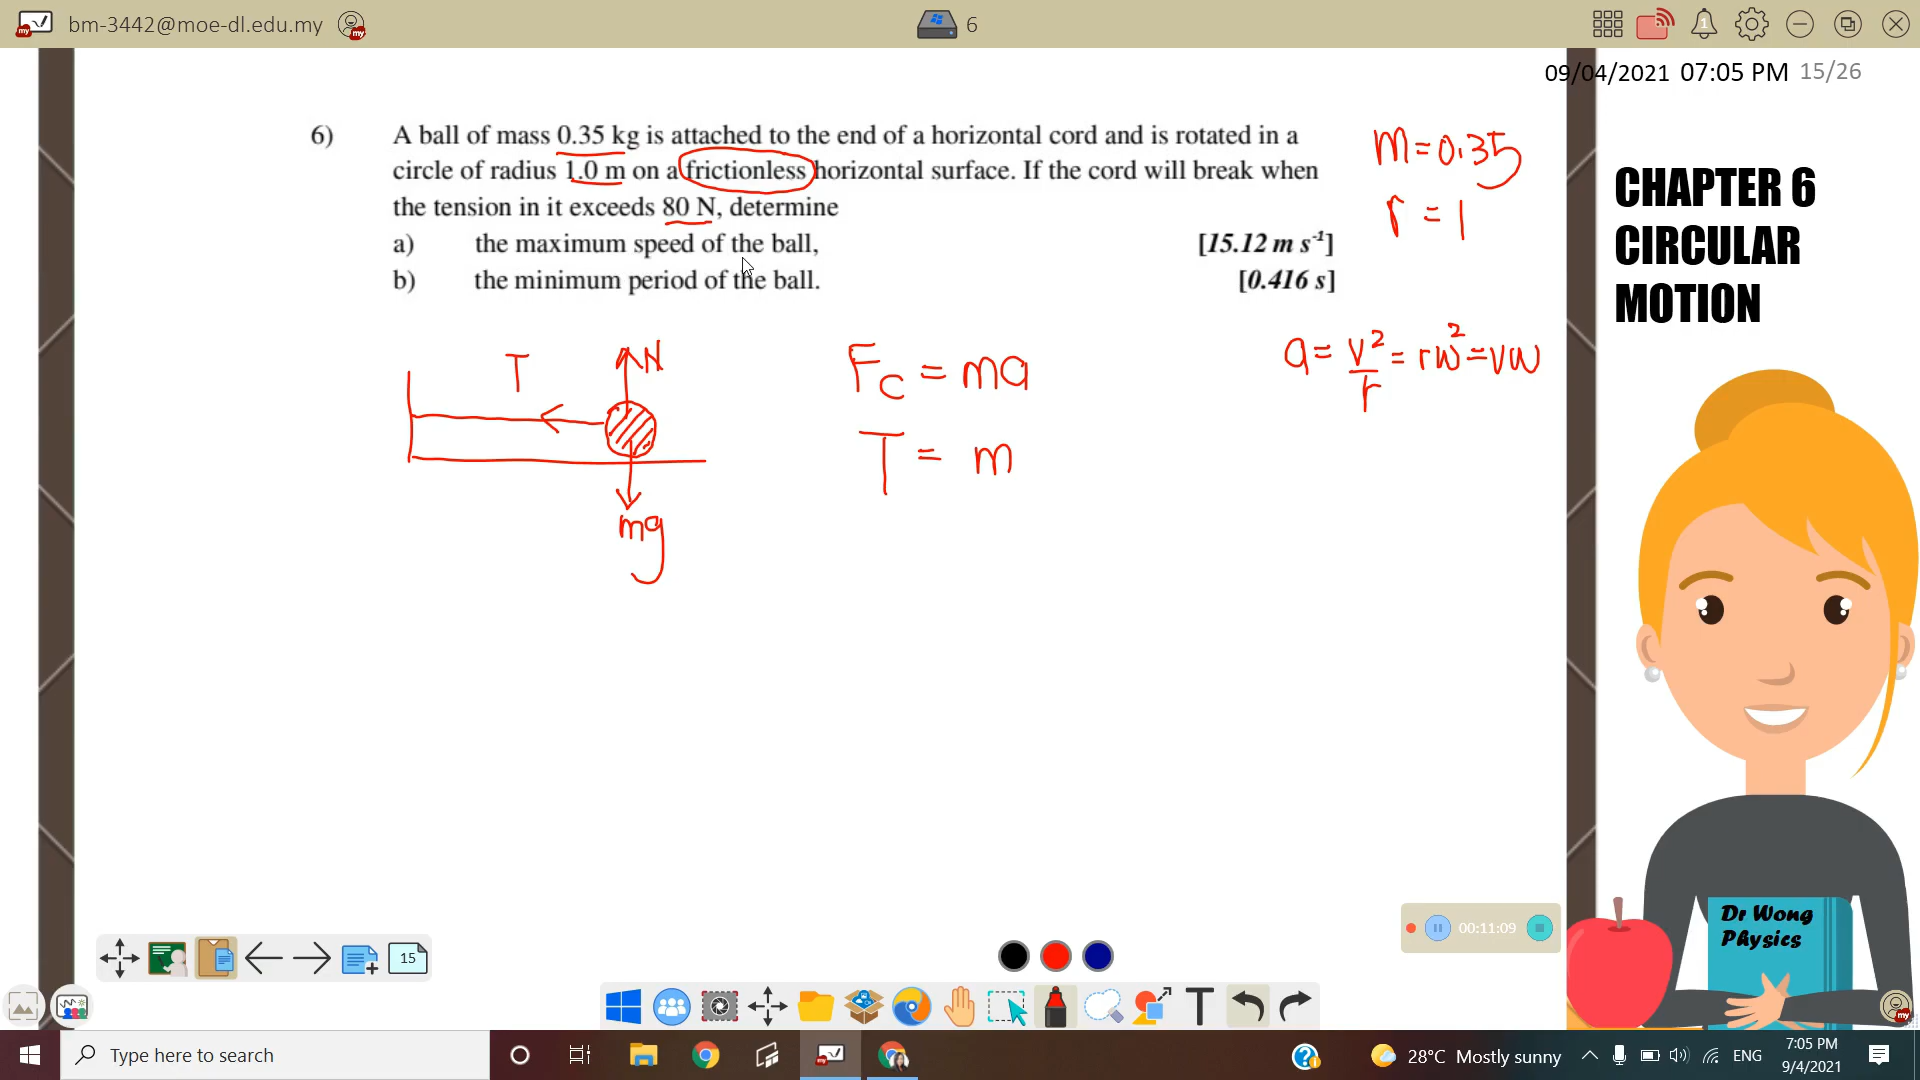 bm-3442@moe-dl.edu.my
6
1
09/04/2021 07:05 PM 15/26
6) A ball of mass 0.35 kg is attached to the end of a horizontal cord and is rotated in a
circle of radius 1.0 m on a frictionless horizontal surface. If the cord will break when
the tension in it exceeds 80 N, determine
a) the maximum speed of the ball, [15.12 m s⁻¹]
b) the minimum period of the ball. [0.416 s]
m = 0.35
r = 1
CHAPTER 6
CIRCULAR
MOTION
a = v²/r = rω² = vω
T
N
mg
Fc = ma
T = m
Dr Wong
Physics
00:11:09
15
T
Type here to search
28°C Mostly sunny
ENG
7:05 PM
9/4/2021